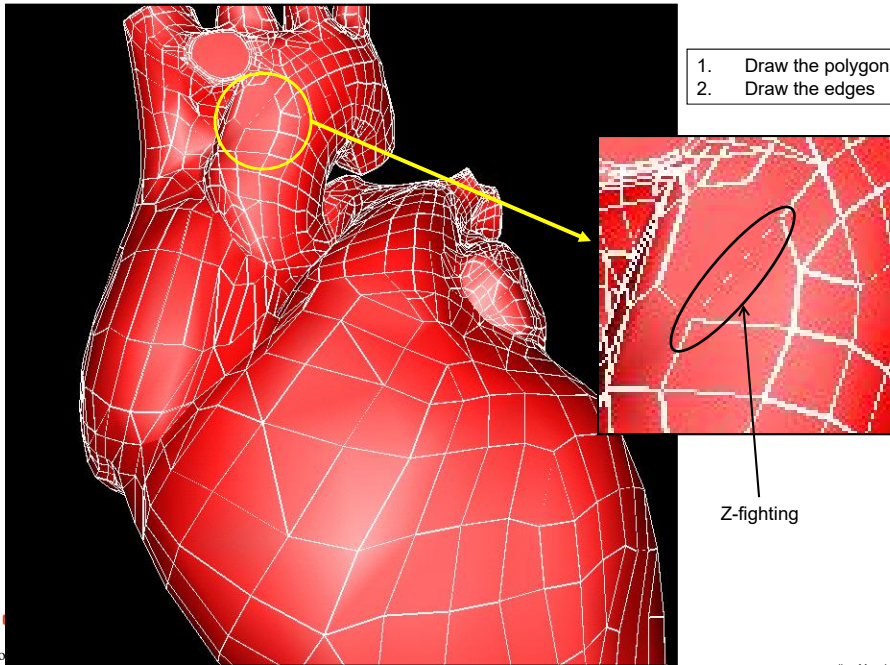 1. Draw the polygon
2. Draw the edges
Z-fighting